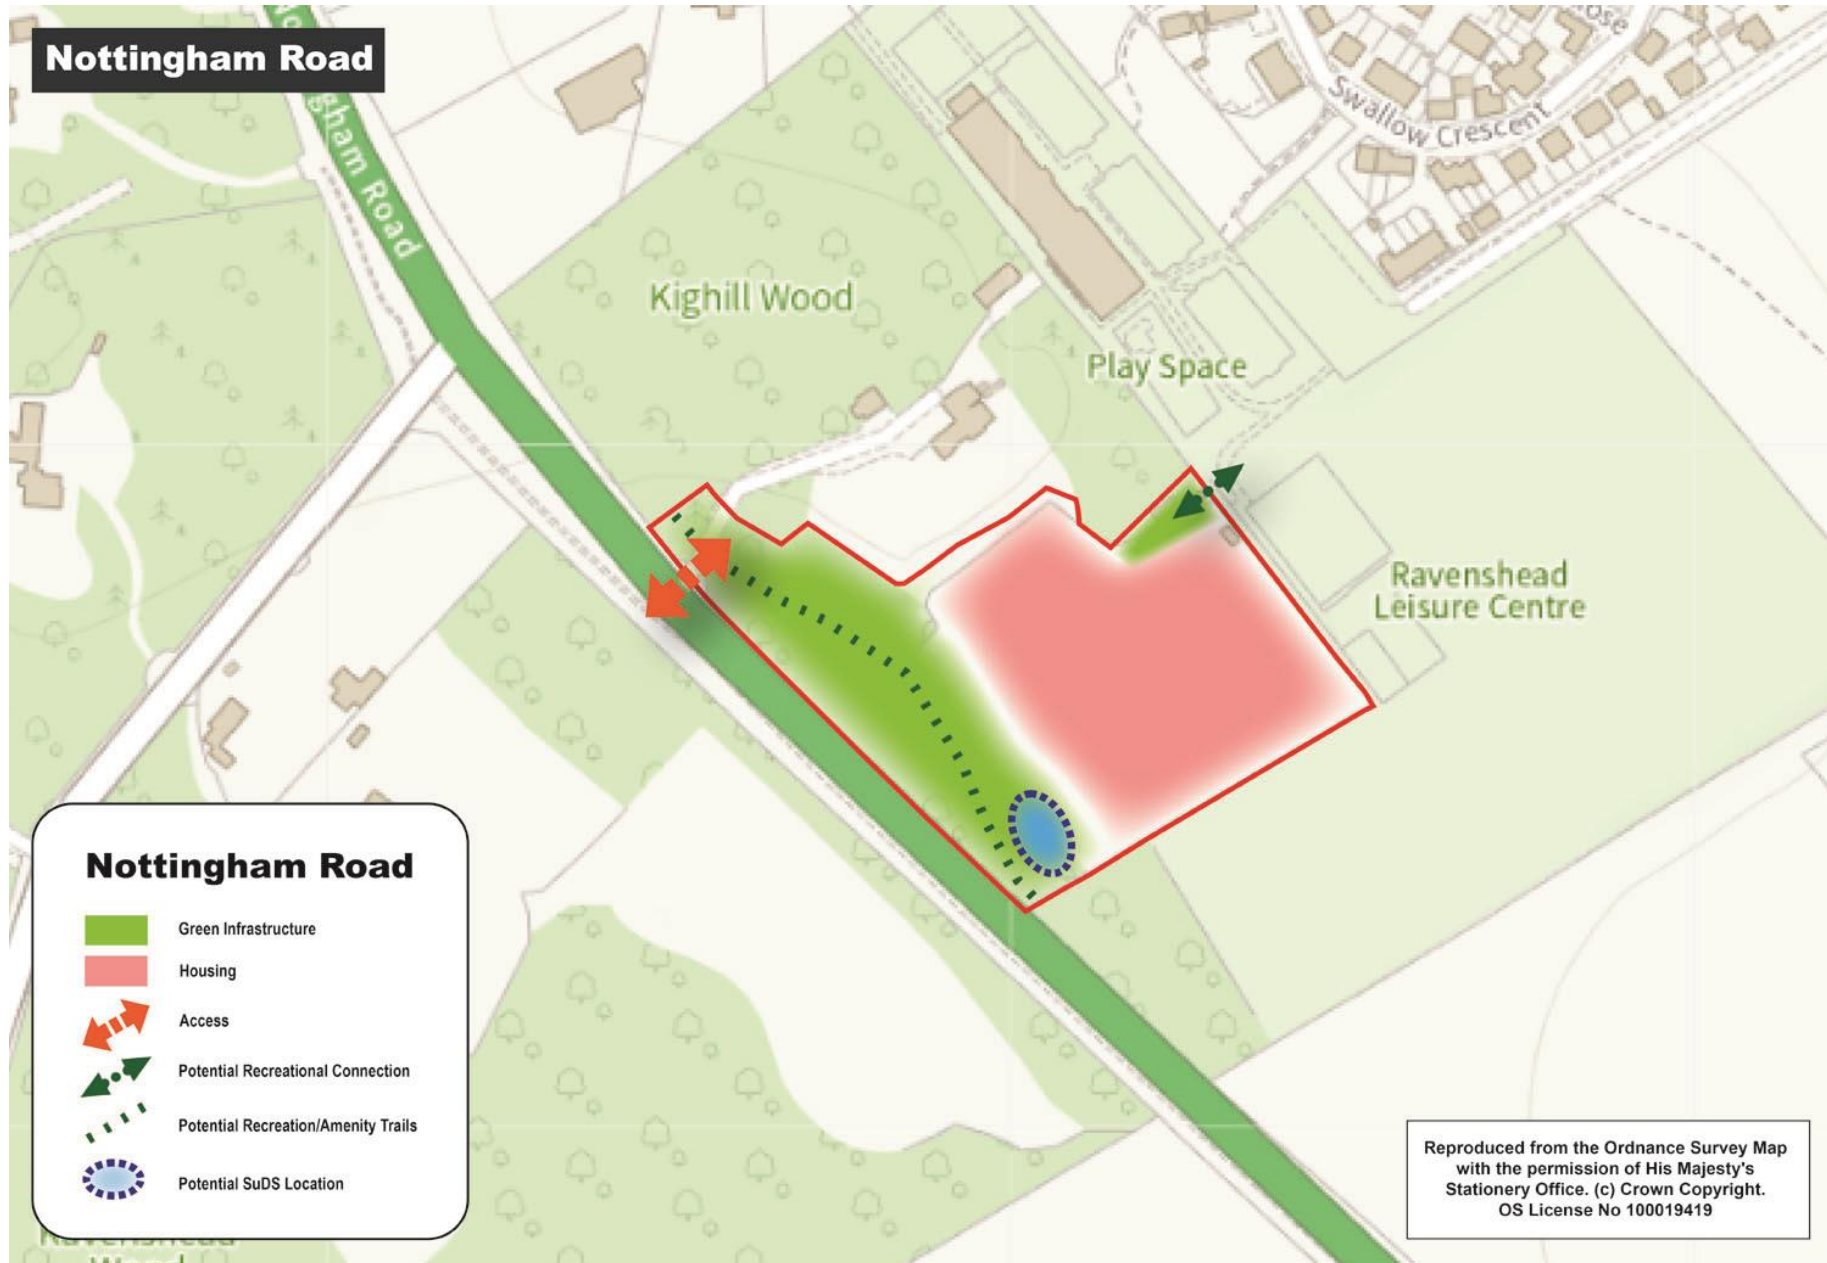 Nottingham Road
gham Road
Swallow Crescent
Kighill Wood
Play Space
Ravenshead
Leisure Centre
Nottingham Road
Green Infrastructure
Housing
Access
Potential Recreational Connection
Potential Recreation/Amenity Trails
Potential SuDS Location
Reproduced from the Ordnance Survey Map
with the permission of His Majesty's
Stationery Office. (c) Crown Copyright.
OS License No 100019419